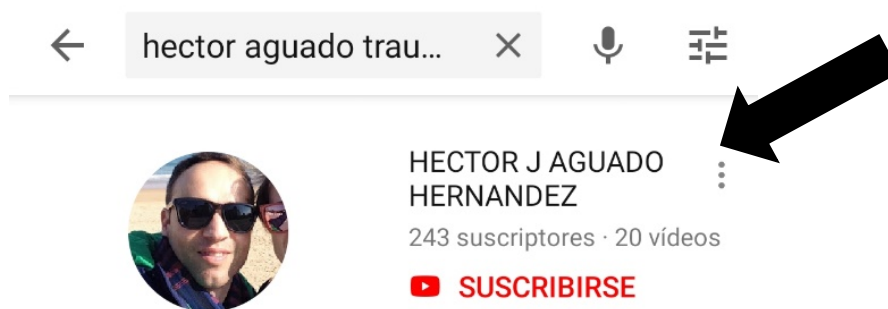 hector aguado trau...
HECTOR J AGUADO
HERNANDEZ
243 suscriptores · 20 vídeos
SUSCRIBIRSE